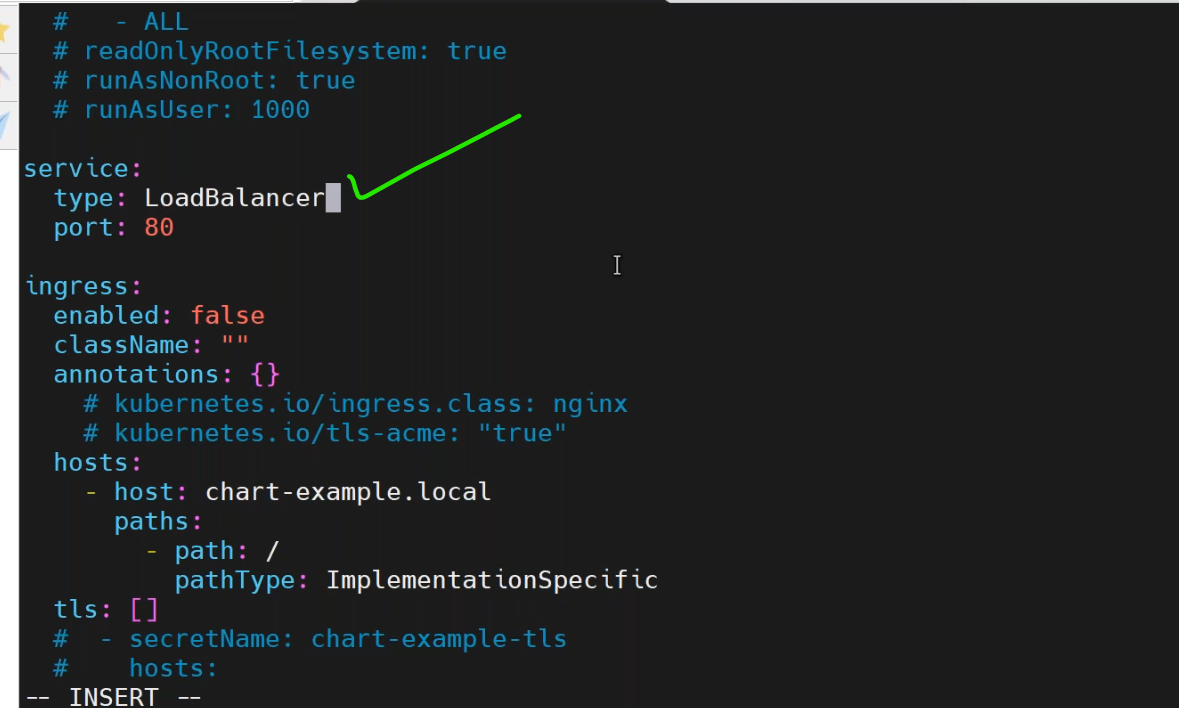 #   - ALL
# readOnlyRootFilesystem: true
# runAsNonRoot: true
# runAsUser: 1000
service:
  type: LoadBalancer
  port: 80
ingress:
  enabled: false
  className: ""
  annotations: {}
    # kubernetes.io/ingress.class: nginx
    # kubernetes.io/tls-acme: "true"
  hosts:
    - host: chart-example.local
      paths:
        - path: /
          pathType: ImplementationSpecific
  tls: []
  #  - secretName: chart-example-tls
  #    hosts:
-- INSERT --